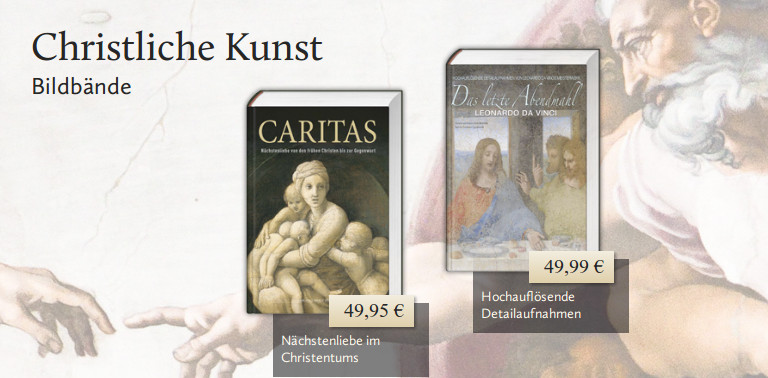 Christliche Kunst
Bildbände
CARITAS
Nächstenliebe von den frühen Christen bis zur Gegenwart
49,95 €
Nächstenliebe im
Christentums
Das letzte Abendmahl
LEONARDO DA VINCI
49,99 €
Hochauflösende
Detailaufnahmen